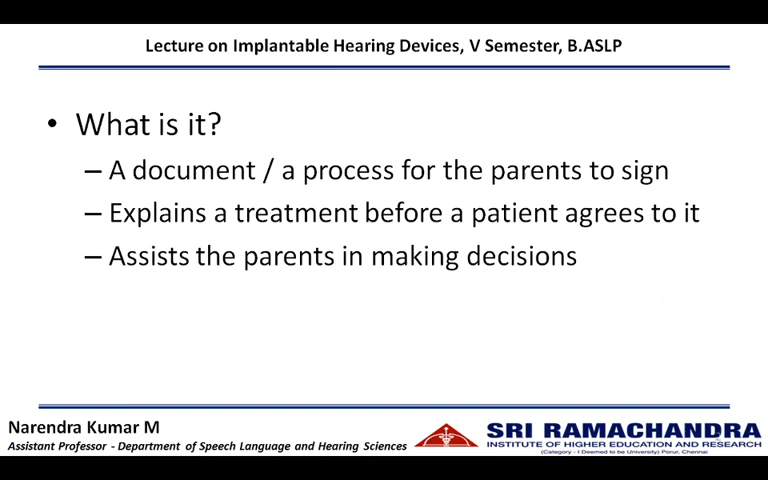 Lecture on Implantable Hearing Devices, V Semester, B.ASLP
• What is it?
– A document / a process for the parents to sign
– Explains a treatment before a patient agrees to it
– Assists the parents in making decisions
Narendra Kumar M
Assistant Professor - Department of Speech Language and Hearing Sciences
SRI RAMACHANDRA
INSTITUTE OF HIGHER EDUCATION AND RESEARCH
(Category - I Deemed to be University) Porur, Chennai